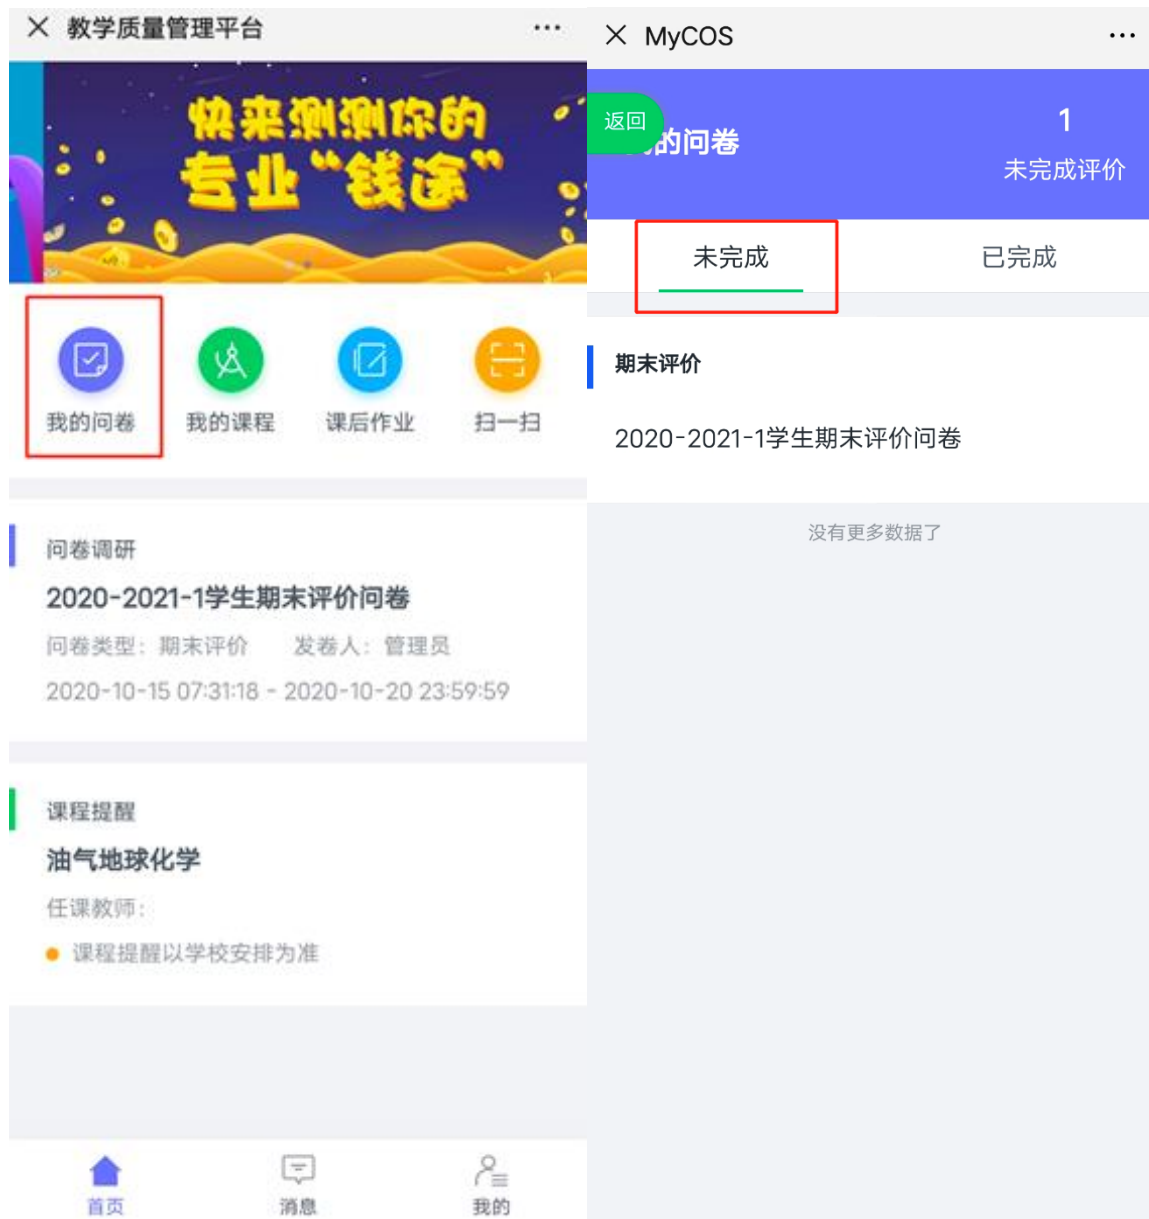 教学质量管理平台
快来测测你的
专业“钱途”
我的问卷
我的课程
课后作业
扫一扫
问卷调研
2020-2021-1学生期末评价问卷
问卷类型：期末评价 发卷人：管理员
2020-10-15 07:31:18 - 2020-10-20 23:59:59
课程提醒
油气地球化学
任课教师：
课程提醒以学校安排为准
首页
消息
我的
MyCOS
返回
的问卷
1
未完成评价
未完成
已完成
期末评价
2020-2021-1学生期末评价问卷
没有更多数据了